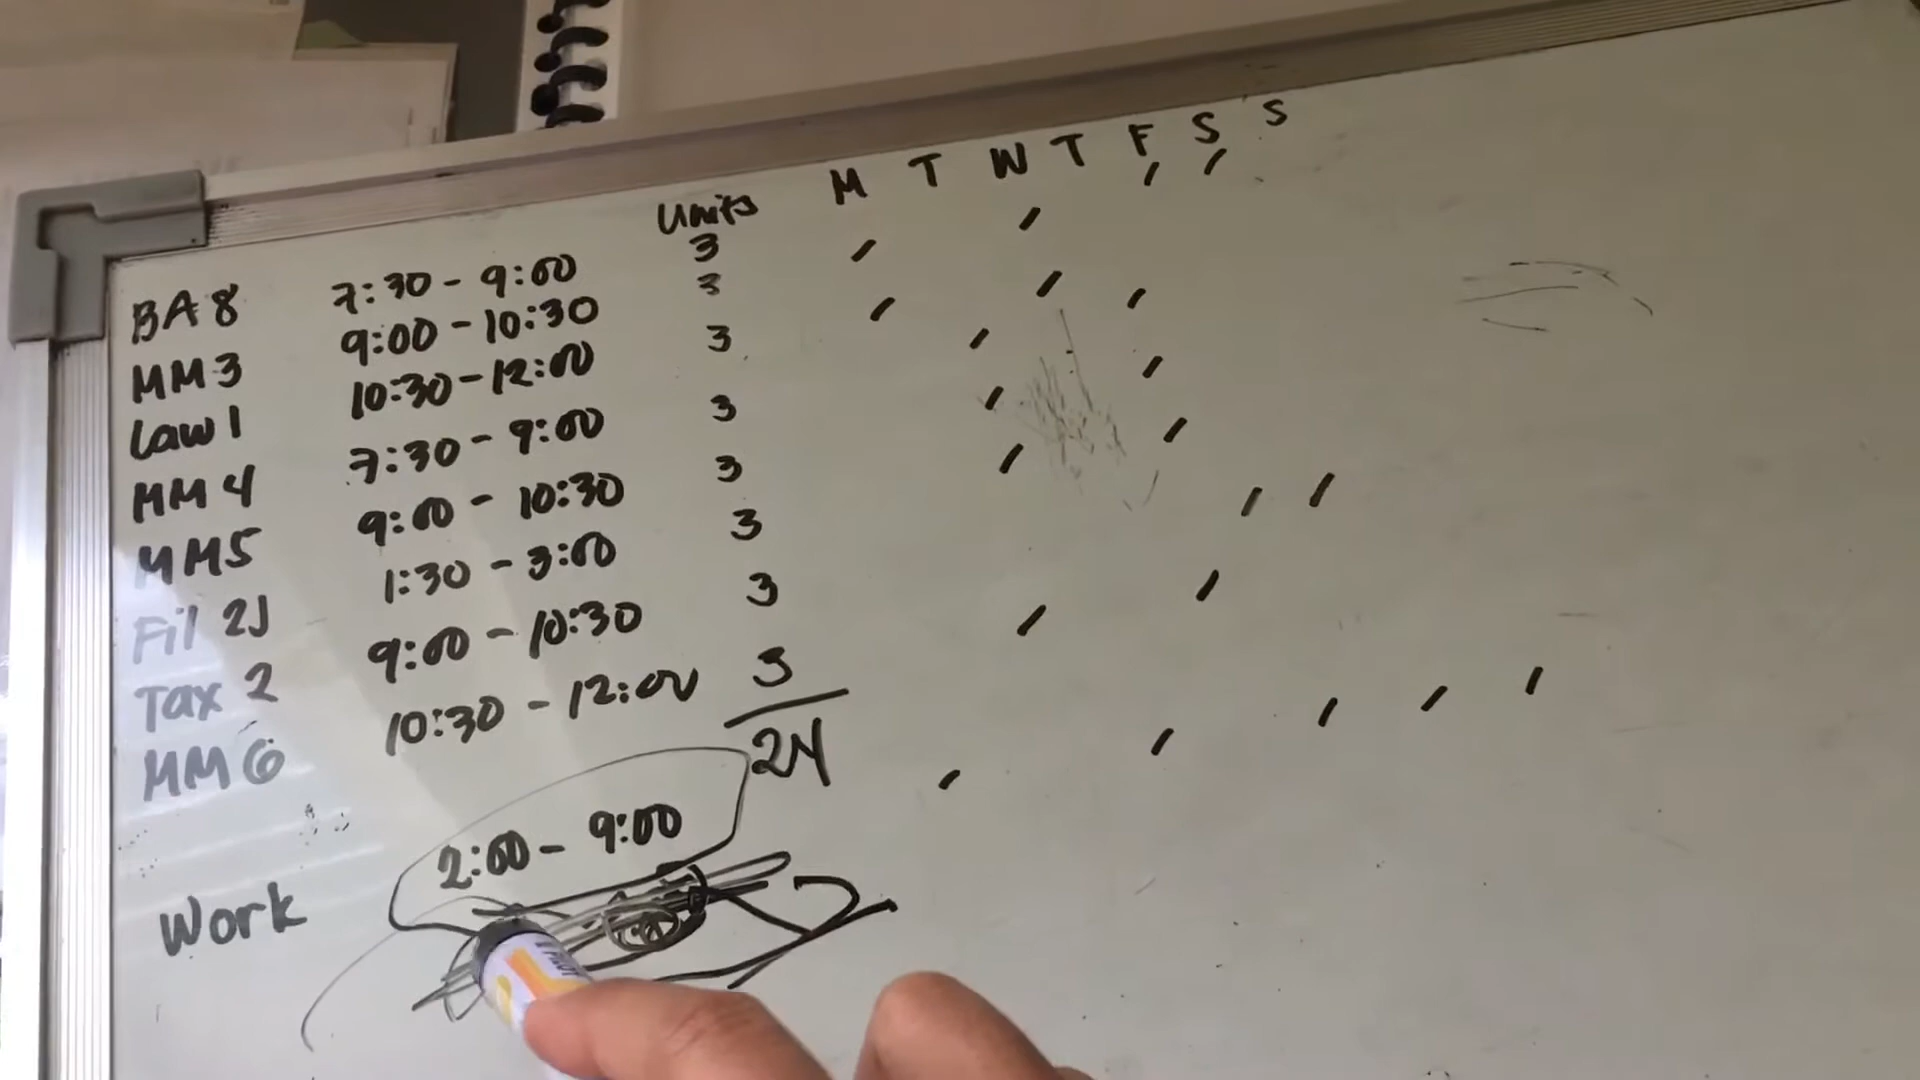 M T W T F S S
Units
BA 8 7:30 - 9:00 3
MM 3 9:00 - 10:30 3
Law 1 10:30 - 12:00 3
MM 4 7:30 - 9:00 3
MM5 9:00 - 10:30 3
Fil 2J 1:30 - 3:00 3
Tax 2 9:00 - 10:30 3
MM 6 10:30 - 12:00 3
24
Work 2:00 - 9:00
PILOT